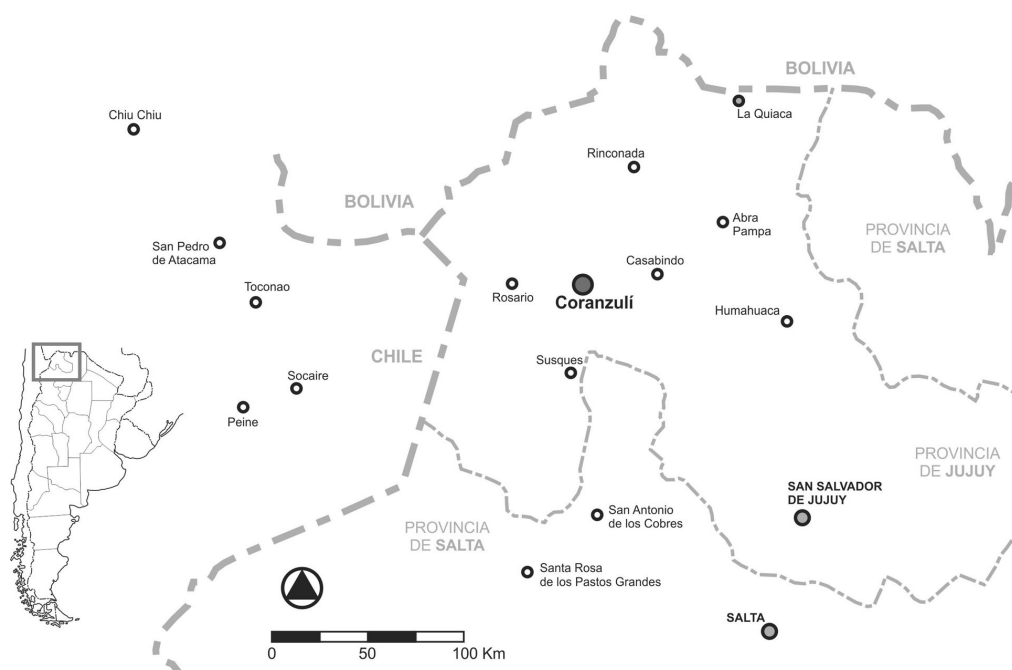 BOLIVIA
La Quiaca
Chiu Chiu
Rinconada
BOLIVIA
Abra
Pampa
PROVINCIA
DE SALTA
San Pedro
de Atacama
Casabindo
Toconao
Rosario
Coranzulí
Humahuaca
CHILE
Susques
Socaire
Peine
PROVINCIA
DE JUJUY
SAN SALVADOR
DE JUJUY
San Antonio
de los Cobres
PROVINCIA
DE SALTA
Santa Rosa
de los Pastos Grandes
SALTA
0 50 100 Km